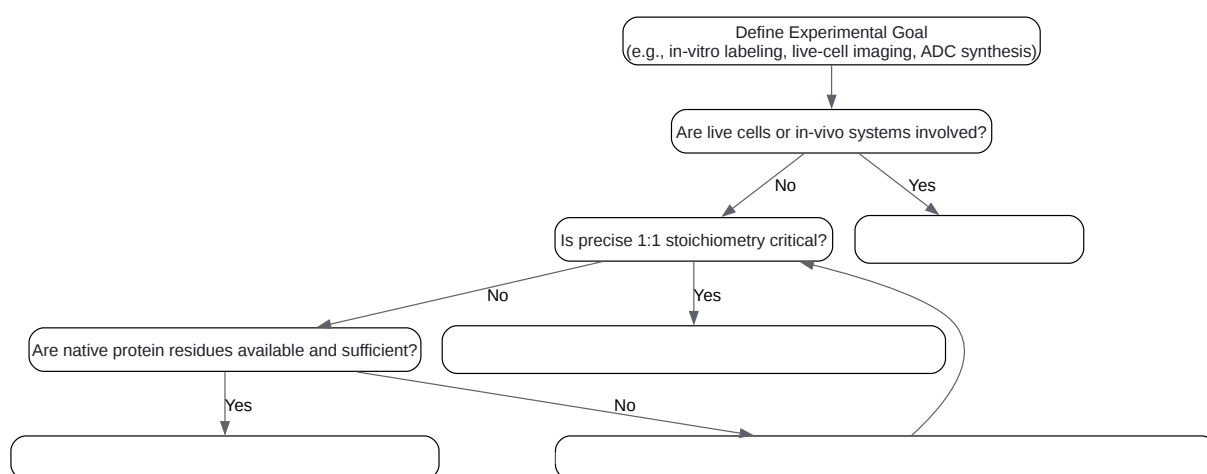 Define Experimental Goal
(e.g., in-vitro labeling, live-cell imaging, ADC synthesis)
Are live cells or in-vivo systems involved?
No
Yes
Is precise 1:1 stoichiometry critical?
No
Yes
Are native protein residues available and sufficient?
Yes
No